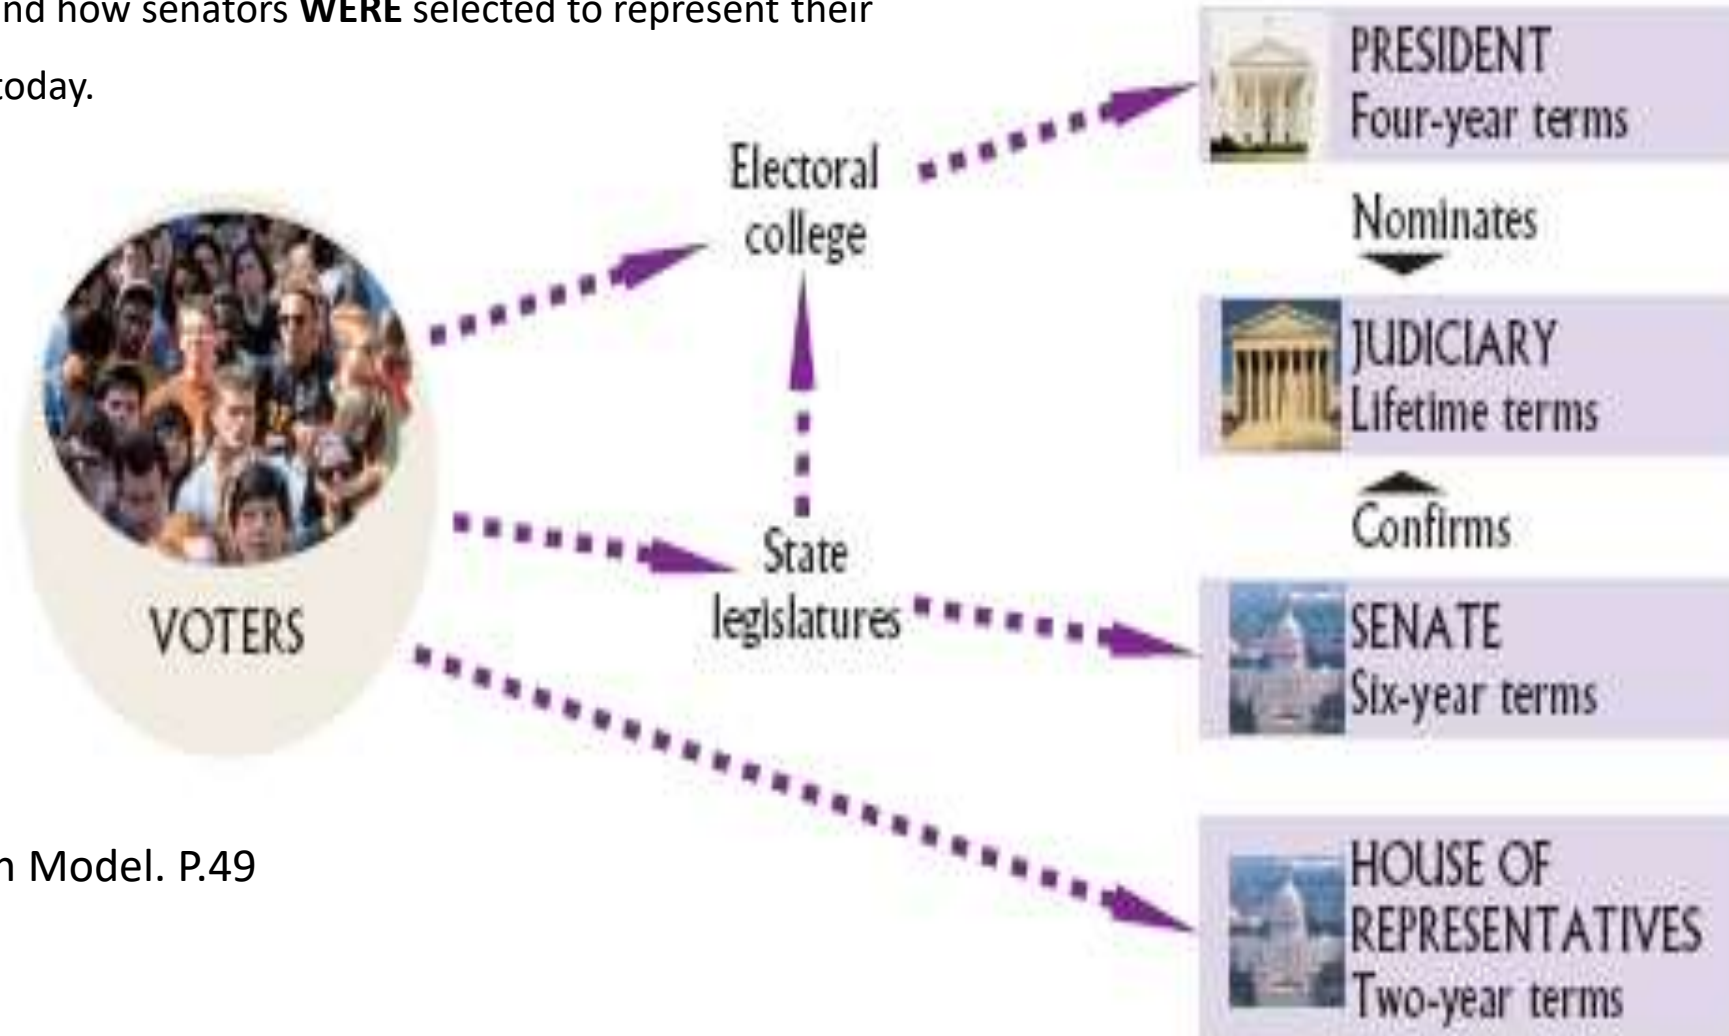 nd how senators WERE selected to represent their
today.
PRESIDENT
Four-year terms
Electoral
college
Nominates
JUDICIARY
Lifetime terms
Confirms
State
legislatures
VOTERS
SENATE
Six-year terms
n Model. P.49
HOUSE OF
REPRESENTATIVES
Two-year terms